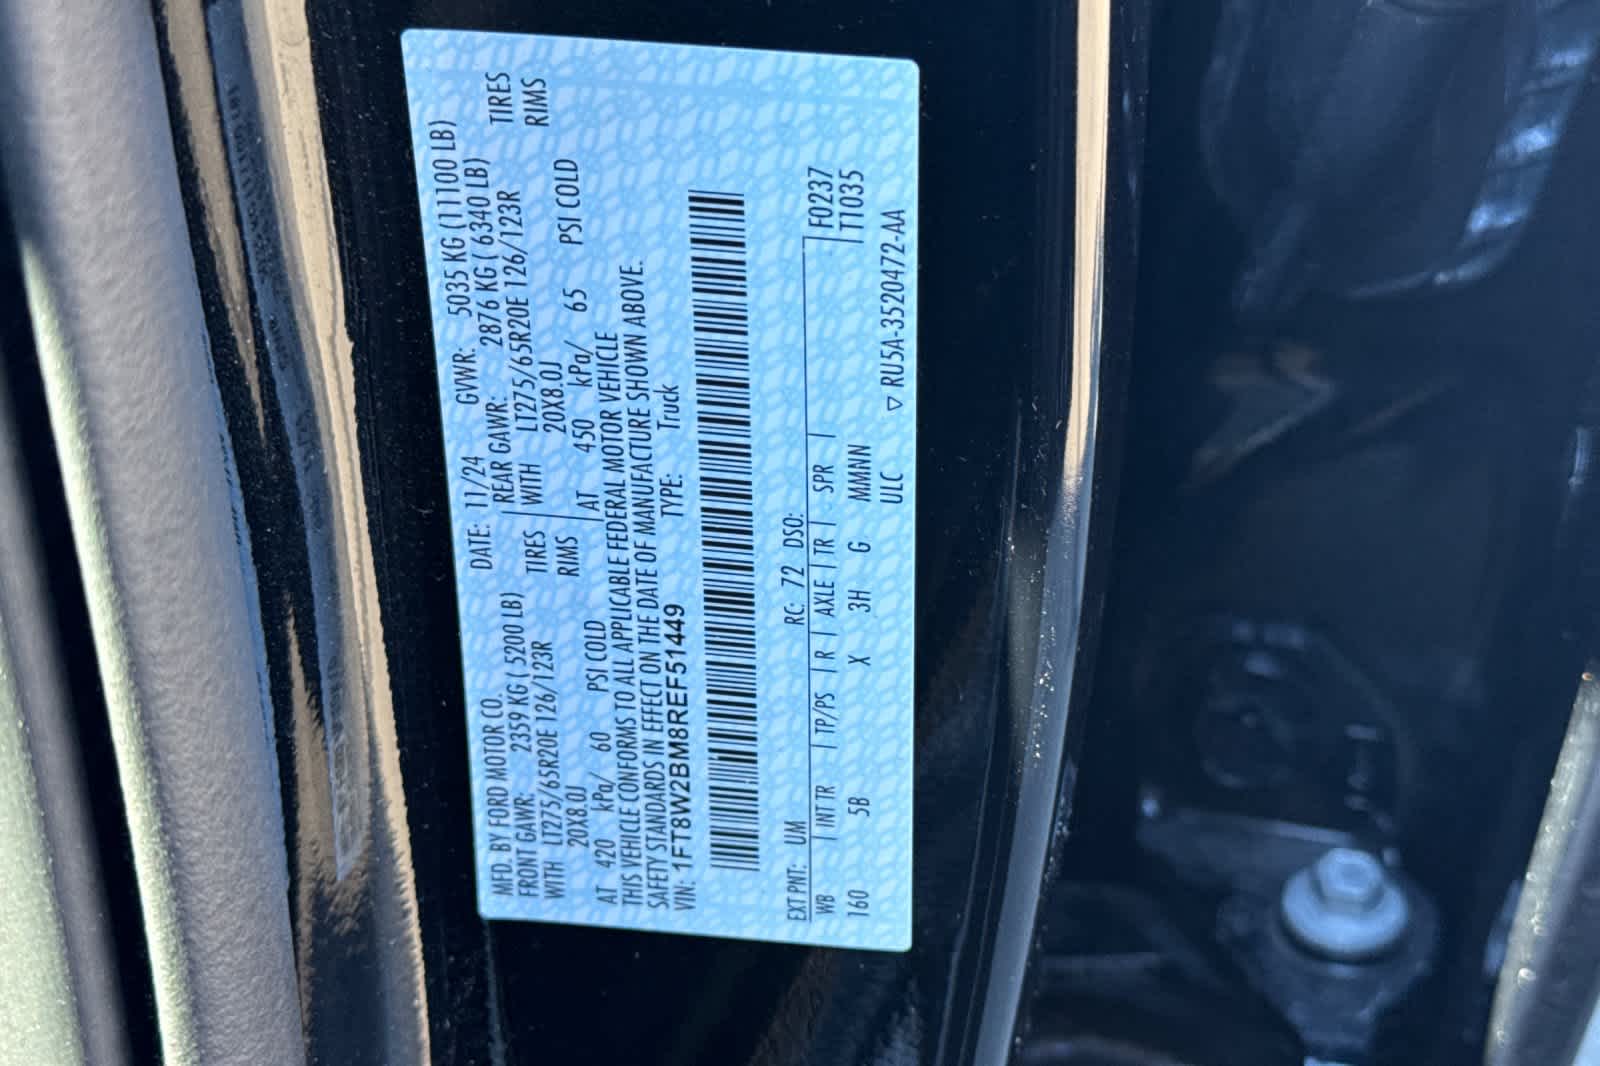 MFD. BY FORD MOTOR CO. DATE: 11/24 GVWR: 5035 KG (11100 LB)
FRONT GAWR: 2359 KG ( 5200 LB) REAR GAWR: 2876 KG ( 6340 LB)
WITH LT275/65R20E 126/123R TIRES WITH LT275/65R20E 126/123R TIRES
20X8.0J RIMS 20X8.0J RIMS
AT 420 kPa/ 60 PSI COLD AT 450 kPa/ 65 PSI COLD
THIS VEHICLE CONFORMS TO ALL APPLICABLE FEDERAL MOTOR VEHICLE
SAFETY STANDARDS IN EFFECT ON THE DATE OF MANUFACTURE SHOWN ABOVE.
VIN: 1FT8W2BM8REF51449 TYPE: Truck
EXT PNT: UM RC: 72 DSO: F0237
WB INT TR TP/PS R AXLE TR SPR T1035
160 5B X 3H G MMNNN
ULC ▽ RU5A-3520472-AA